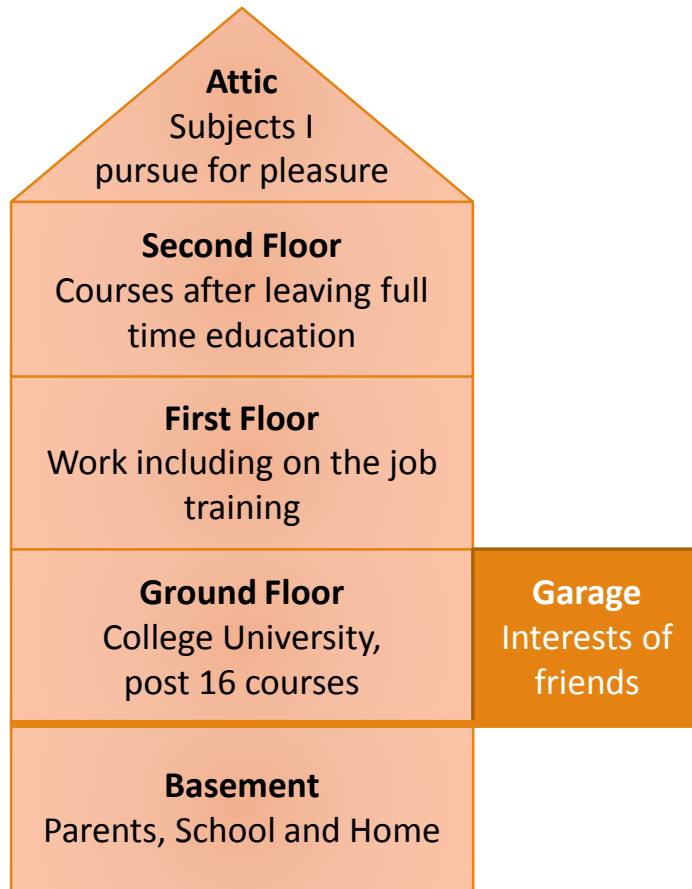 Attic
Subjects I
pursue for pleasure
Second Floor
Courses after leaving full
time education
First Floor
Work including on the job
training
Ground Floor
College University,
post 16 courses
Garage
Interests of
friends
Basement
Parents, School and Home